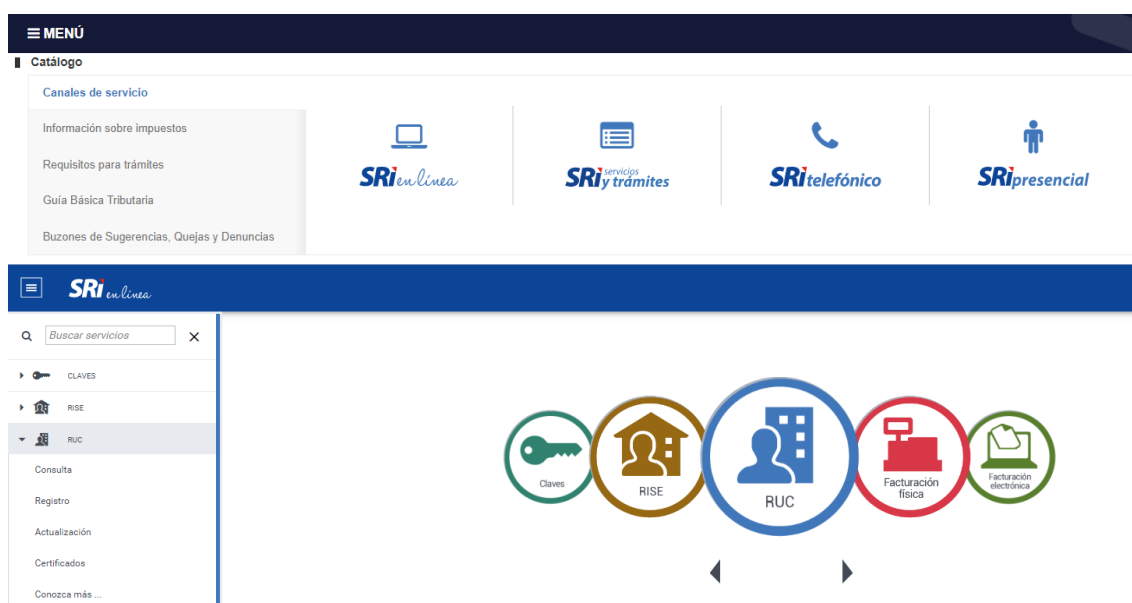 MENÚ
Catálogo
Canales de servicio
Información sobre impuestos
Requisitos para trámites
Guía Básica Tributaria
Buzones de Sugerencias, Quejas y Denuncias
SRi en línea
SRi servicios y trámites
SRi telefónico
SRi presencial
SRi en línea
Buscar servicios
CLAVES
RISE
RUC
Consulta
Registro
Actualización
Certificados
Conozca más ...
Claves
RISE
RUC
Facturación
física
Facturación
electrónica